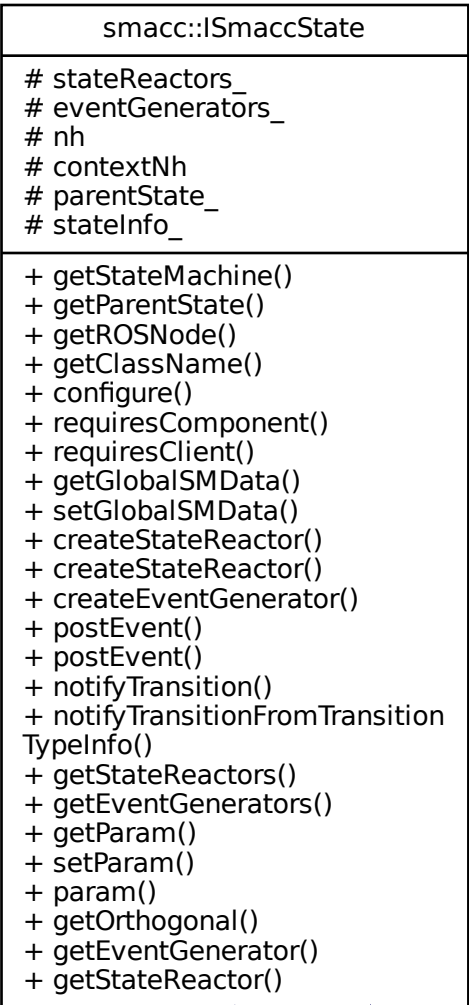 smacc::ISmaccState
# stateReactors_
# eventGenerators_
# nh
# contextNh
# parentState_
# stateInfo_
+ getStateMachine()
+ getParentState()
+ getROSNode()
+ getClassName()
+ configure()
+ requiresComponent()
+ requiresClient()
+ getGlobalSMData()
+ setGlobalSMData()
+ createStateReactor()
+ createStateReactor()
+ createEventGenerator()
+ postEvent()
+ postEvent()
+ notifyTransition()
+ notifyTransitionFromTransition
TypeInfo()
+ getStateReactors()
+ getEventGenerators()
+ getParam()
+ setParam()
+ param()
+ getOrthogonal()
+ getEventGenerator()
+ getStateReactor()